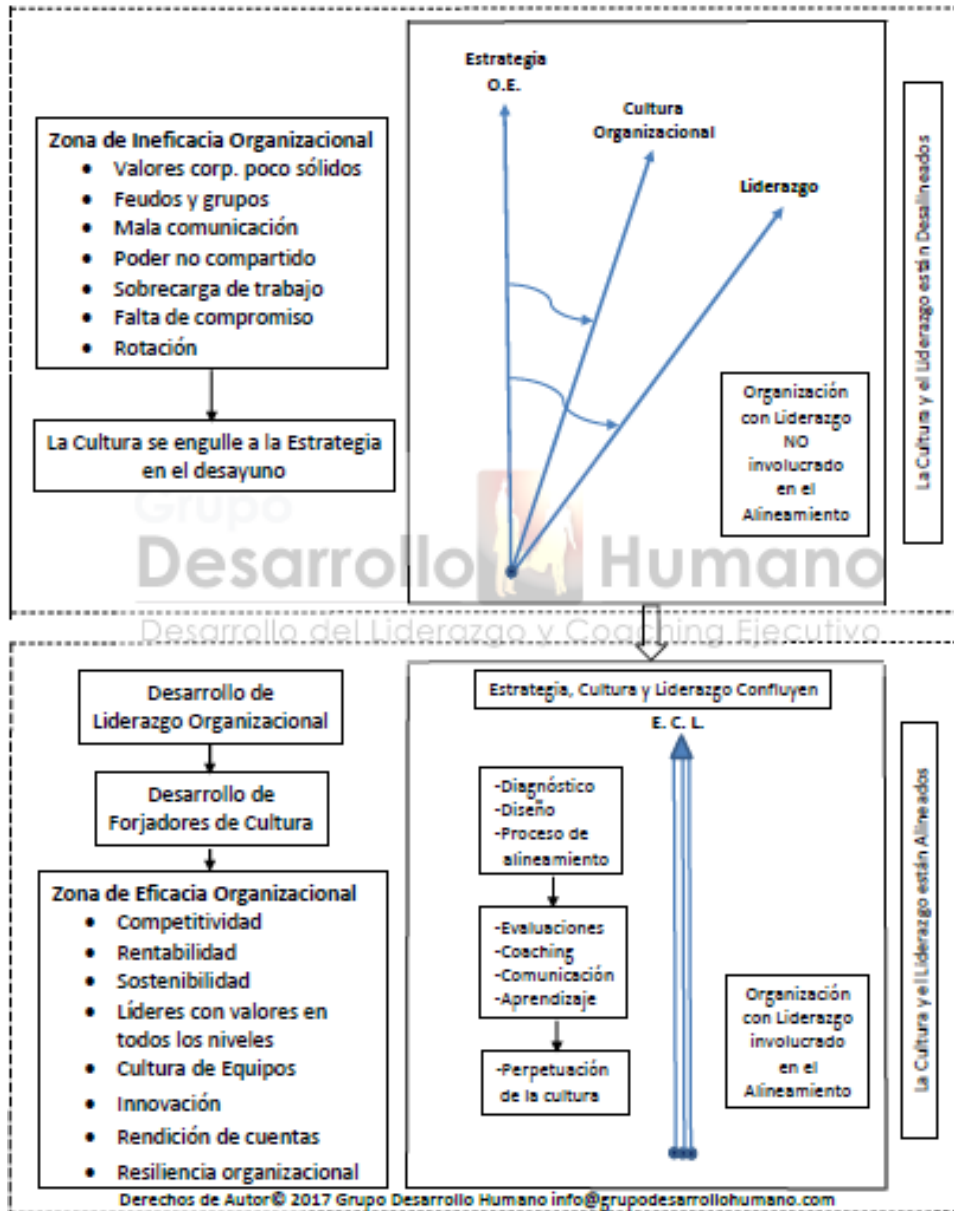 Estrategia
O.E.
Cultura
Organizacional
Liderazgo
Zona de Ineficacia Organizacional
• Valores corp. poco sólidos
• Feudos y grupos
• Mala comunicación
• Poder no compartido
• Sobrecarga de trabajo
• Falta de compromiso
• Rotación
La Cultura se engulle a la Estrategia
en el desayuno
Organización
con Liderazgo
NO
involucrado
en el
Alineamiento
La Cultura y el Liderazgo están Desalineados
Grupo
Desarrollo Humano
Desarrollo del Liderazgo y Coaching Ejecutivo
Desarrollo de
Liderazgo Organizacional
Desarrollo de
Forjadores de Cultura
Zona de Eficacia Organizacional
• Competitividad
• Rentabilidad
• Sostenibilidad
• Líderes con valores en
todos los niveles
• Cultura de Equipos
• Innovación
• Rendición de cuentas
• Resiliencia organizacional
Estrategia, Cultura y Liderazgo Confluyen
E. C. L.
-Diagnóstico
-Diseño
-Proceso de
alineamiento
-Evaluaciones
-Coaching
-Comunicación
-Aprendizaje
-Perpetuación
de la cultura
Organización
con Liderazgo
involucrado
en el
Alineamiento
La Cultura y el Liderazgo están Alineados
Derechos de Autor© 2017 Grupo Desarrollo Humano info@grupodesarrollohumano.com